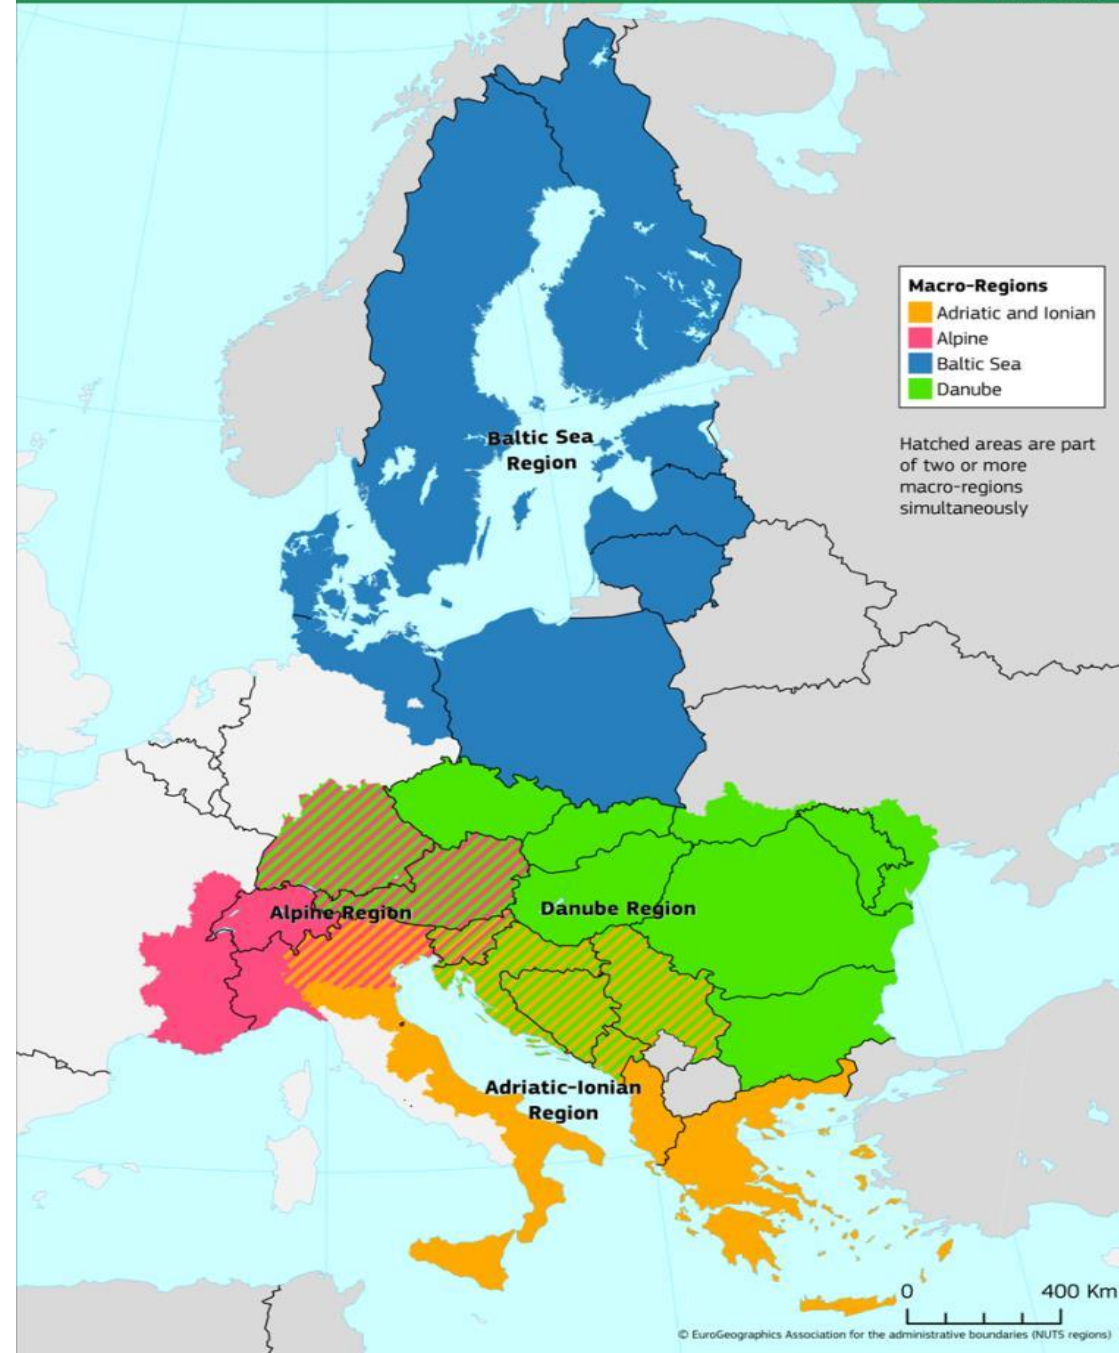 Macro-Regions
Adriatic and Ionian
Alpine
Baltic Sea
Danube
Hatched areas are part
of two or more
macro-regions
simultaneously
Baltic Sea
Region
Alpine Region
Danube Region
Adriatic-Ionian
Region
0 400 Km
© EuroGeographics Association for the administrative boundaries (NUTS regions)